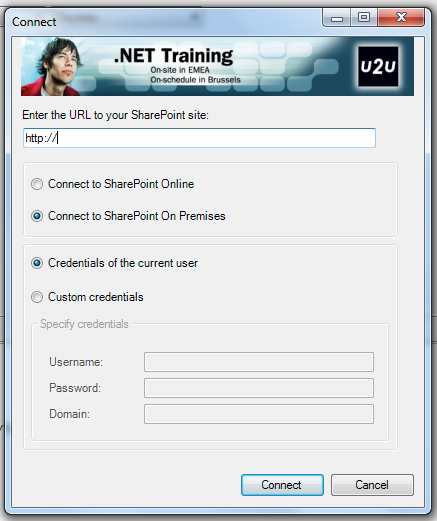 Connect
.NET Training
On-site in EMEA
On-schedule in Brussels
U2U
Enter the URL to your SharePoint site:
http://
Connect to SharePoint Online
Connect to SharePoint On Premises
Credentials of the current user
Custom credentials
Specify credentials
Username:
Password:
Domain:
Connect
Cancel